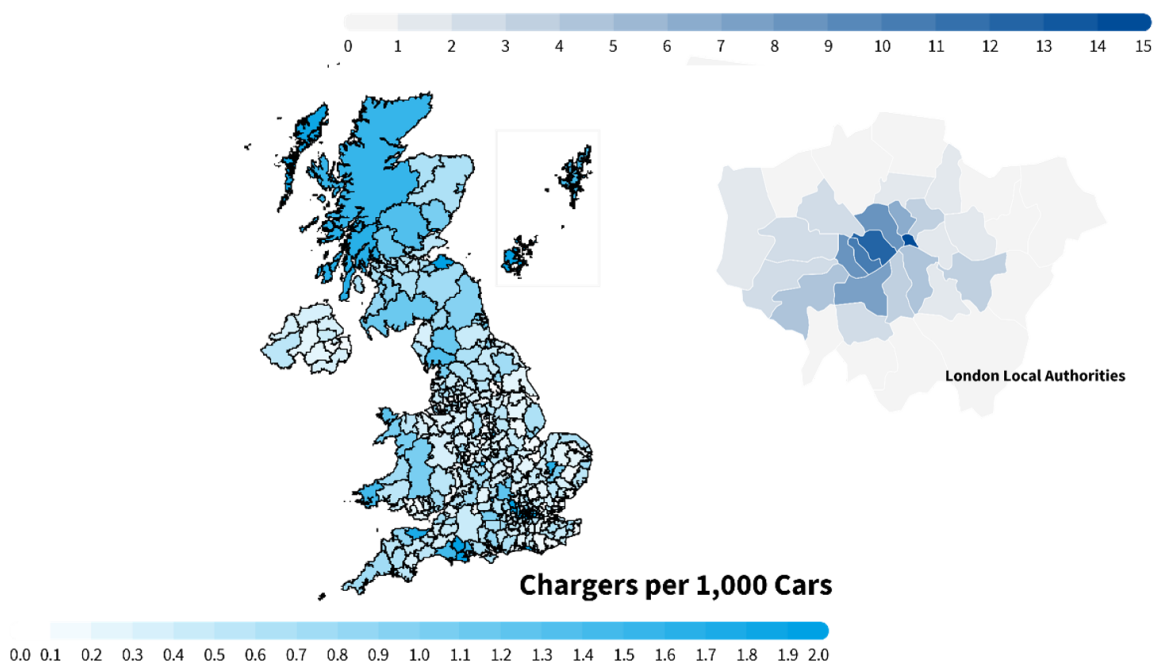 0 1 2 3 4 5 6 7 8 9 10 11 12 13 14 15
London Local Authorities
Chargers per 1,000 Cars
0.0 0.1 0.2 0.3 0.4 0.5 0.6 0.7 0.8 0.9 1.0 1.1 1.2 1.3 1.4 1.5 1.6 1.7 1.8 1.9 2.0